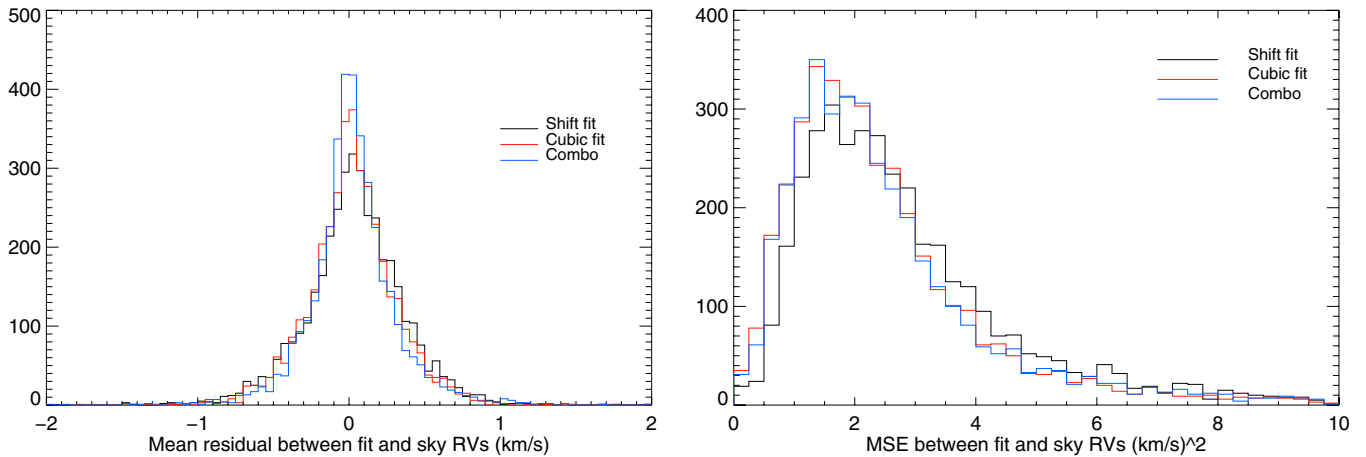 500
400
300
200
100
0
−2
−1
0
1
2
Mean residual between fit and sky RVs (km/s)
Shift fit
Cubic fit
Combo
400
300
200
100
0
0
2
4
6
8
10
MSE between fit and sky RVs (km/s)^2
Shift fit
Cubic fit
Combo